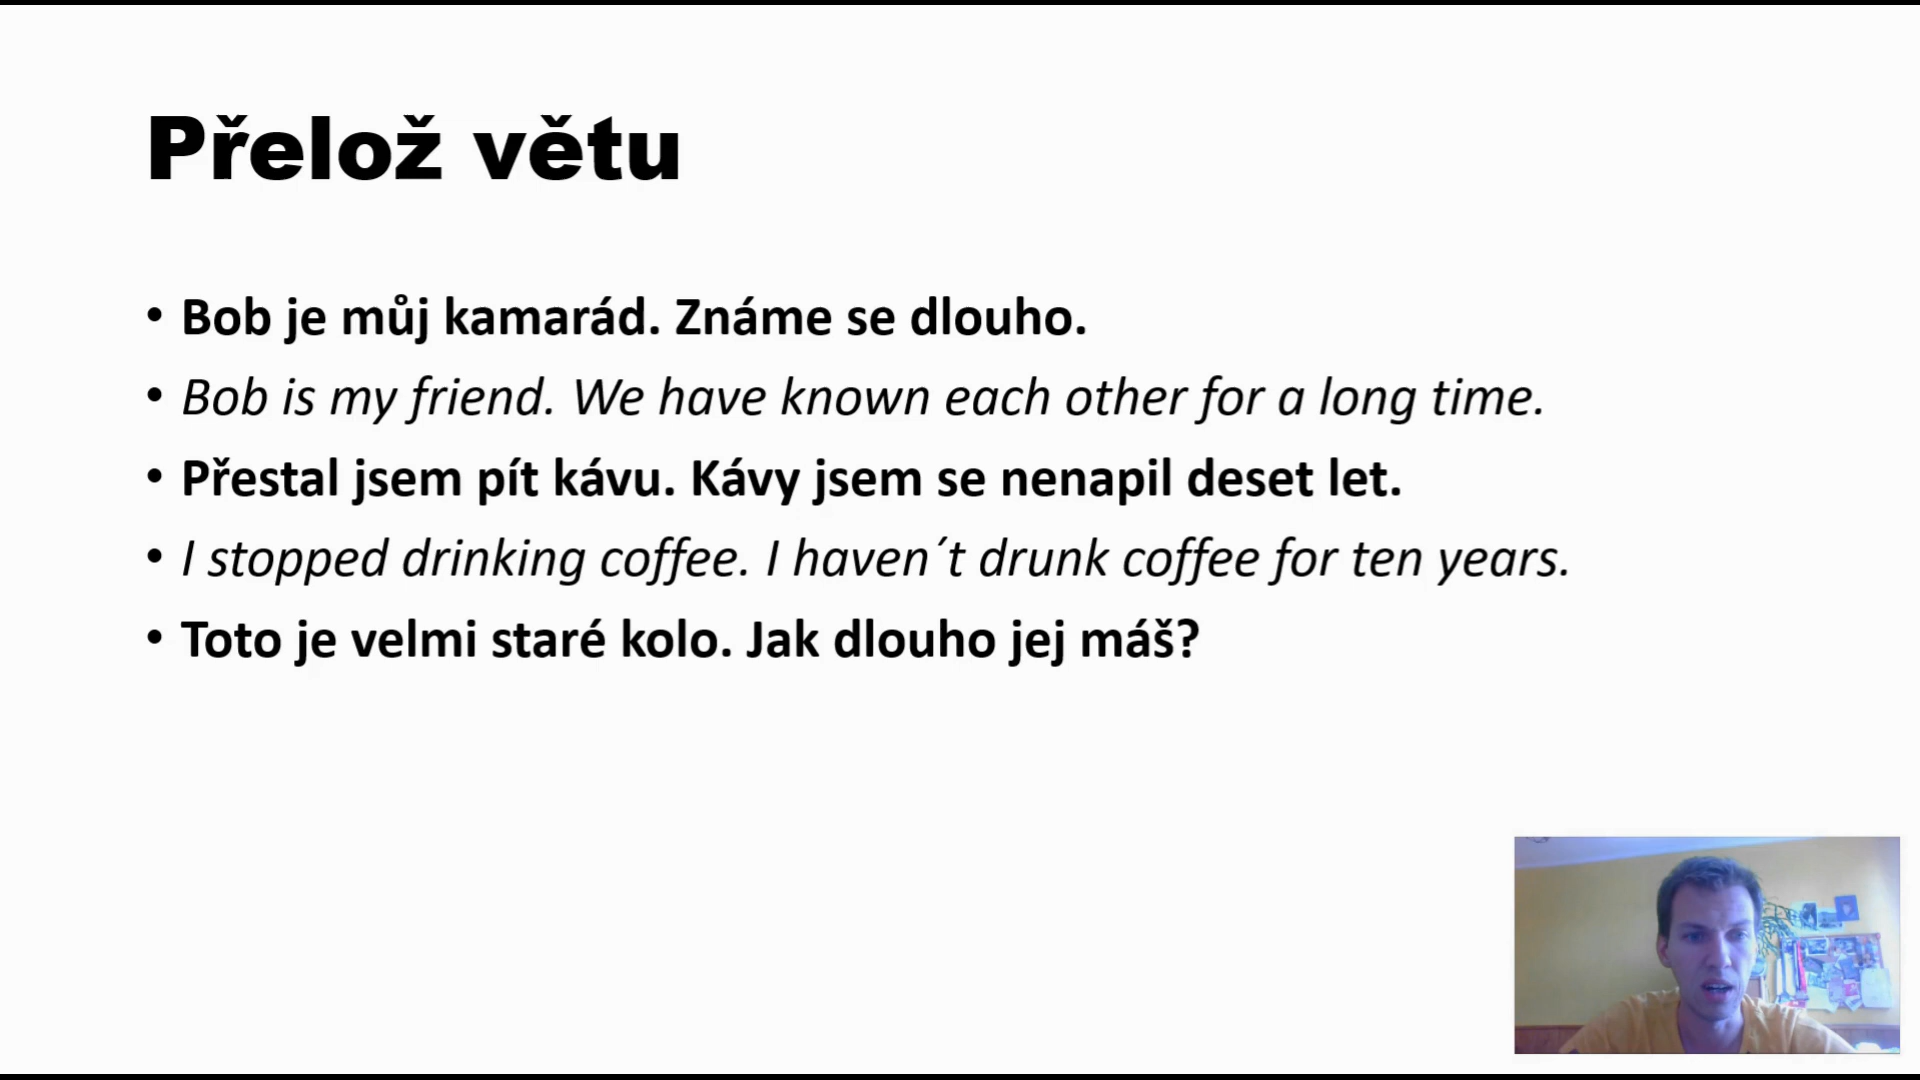 Přelož větu
• Bob je můj kamarád. Známe se dlouho.
• Bob is my friend. We have known each other for a long time.
• Přestal jsem pít kávu. Kávy jsem se nenapil deset let.
• I stopped drinking coffee. I haven´t drunk coffee for ten years.
• Toto je velmi staré kolo. Jak dlouho jej máš?